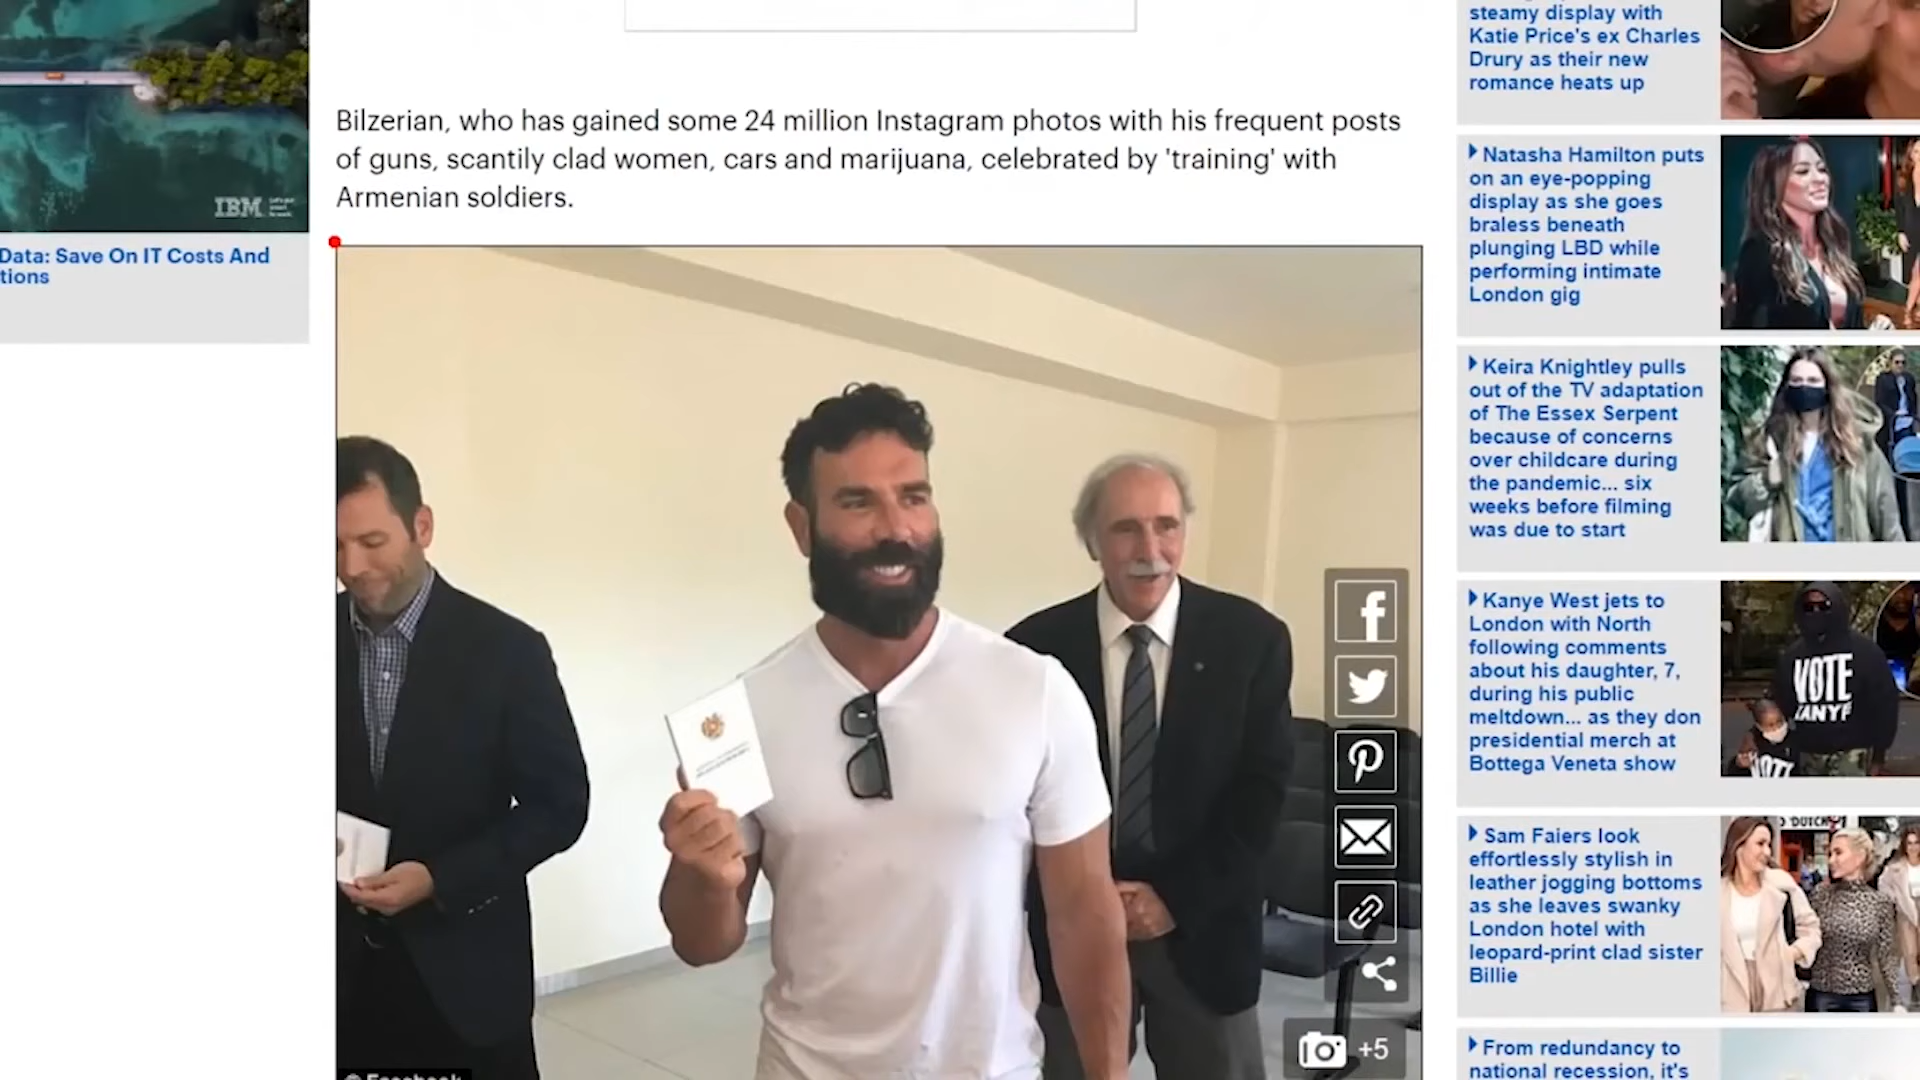 steamy display with
Katie Price's ex Charles
Drury as their new
romance heats up
Bilzerian, who has gained some 24 million Instagram photos with his frequent posts
of guns, scantily clad women, cars and marijuana, celebrated by 'training' with
Armenian soldiers.
IBM
Data: Save On IT Costs And
tions
Natasha Hamilton puts
on an eye-popping
display as she goes
braless beneath
plunging LBD while
performing intimate
London gig
Keira Knightley pulls
out of the TV adaptation
of The Essex Serpent
because of concerns
over childcare during
the pandemic... six
weeks before filming
was due to start
Kanye West jets to
London with North
following comments
about his daughter, 7,
during his public
meltdown... as they don
presidential merch at
Bottega Veneta show
VOTE
KANYE
Sam Faiers look
effortlessly stylish in
leather jogging bottoms
as she leaves swanky
London hotel with
leopard-print clad sister
Billie
+5
From redundancy to
national recession, it's
© Facebook